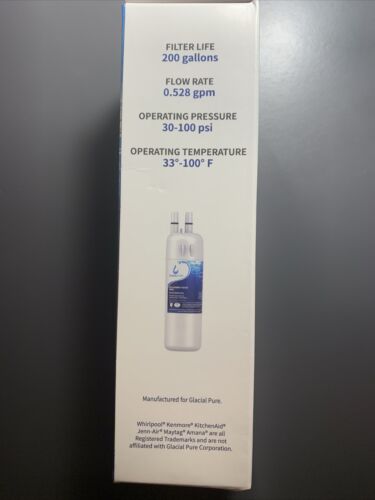 FILTER LIFE
200 gallons
FLOW RATE
0.528 gpm
OPERATING PRESSURE
30-100 psi
OPERATING TEMPERATURE
33°-100° F
Manufactured for Glacial Pure.
Whirlpool® Kenmore® KitchenAid®
Jenn-Air® Maytag® Amana® are all
Registered Trademarks and are not
affiliated with Glacial Pure Corporation.